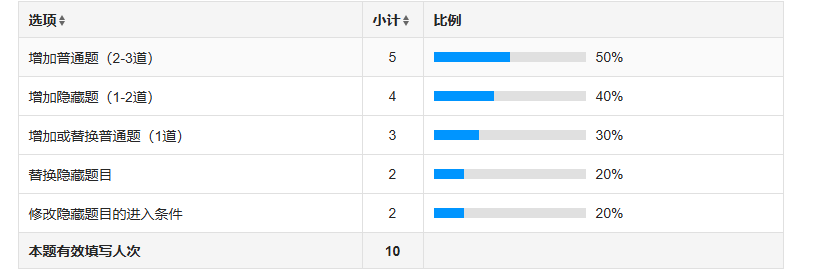 选项 小计 比例
增加普通题（2-3道） 5 50%
增加隐藏题（1-2道） 4 40%
增加或替换普通题（1道） 3 30%
替换隐藏题目 2 20%
修改隐藏题目的进入条件 2 20%
本题有效填写人次 10